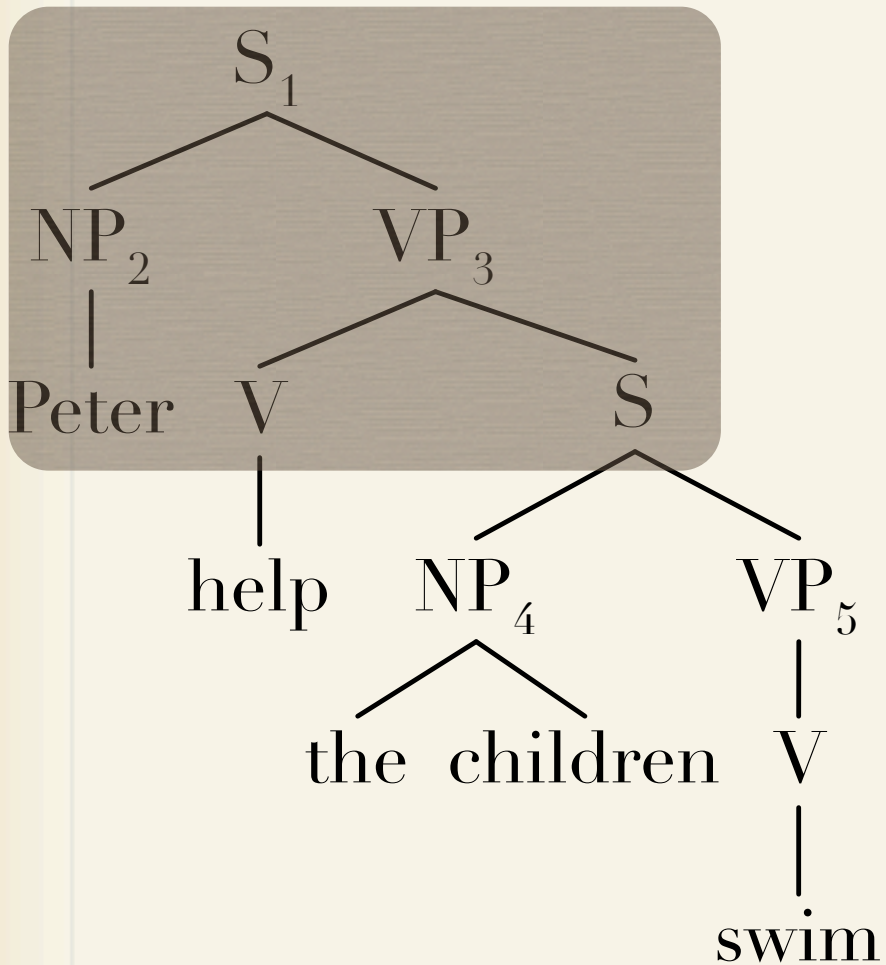 S1
NP2 VP3
Peter V S
help NP4 VP5
the children V
swim